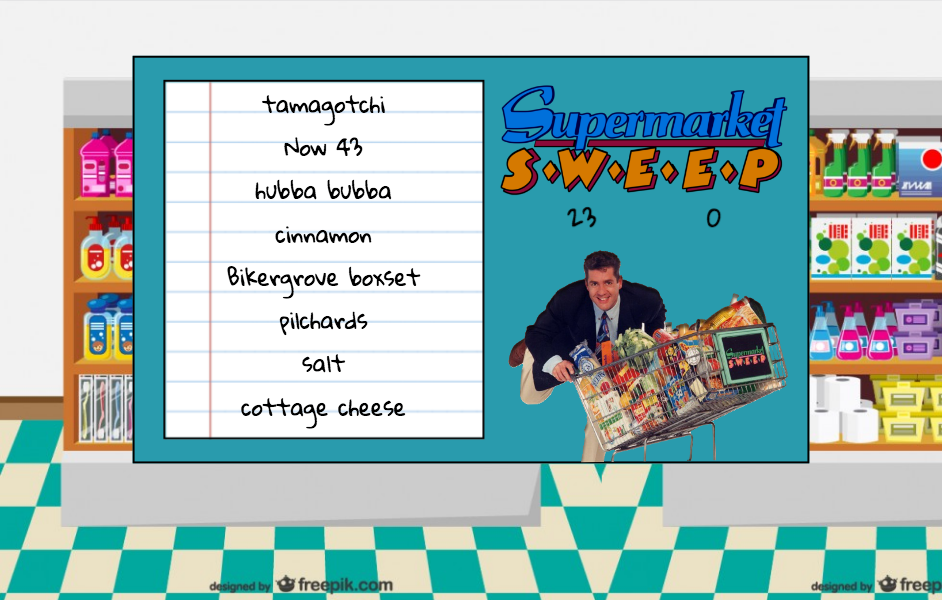 tamagotchi
Now 43
hubba bubba
cinnamon
Bikergrove boxset
pilchards
salt
cottage cheese
Supermarket
S·W·E·E·P
23 0
Supermarket
SWEEP
designed by freepik.com
designed by freepik